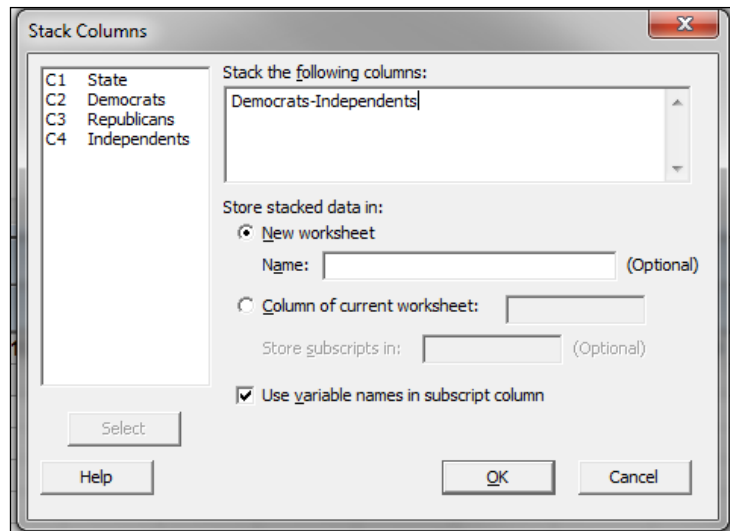 Stack Columns
C1 State
C2 Democrats
C3 Republicans
C4 Independents
Stack the following columns:
Democrats-Independents
Store stacked data in:
New worksheet
Name: (Optional)
Column of current worksheet:
Store subscripts in: (Optional)
Use variable names in subscript column
Select
Help
OK
Cancel